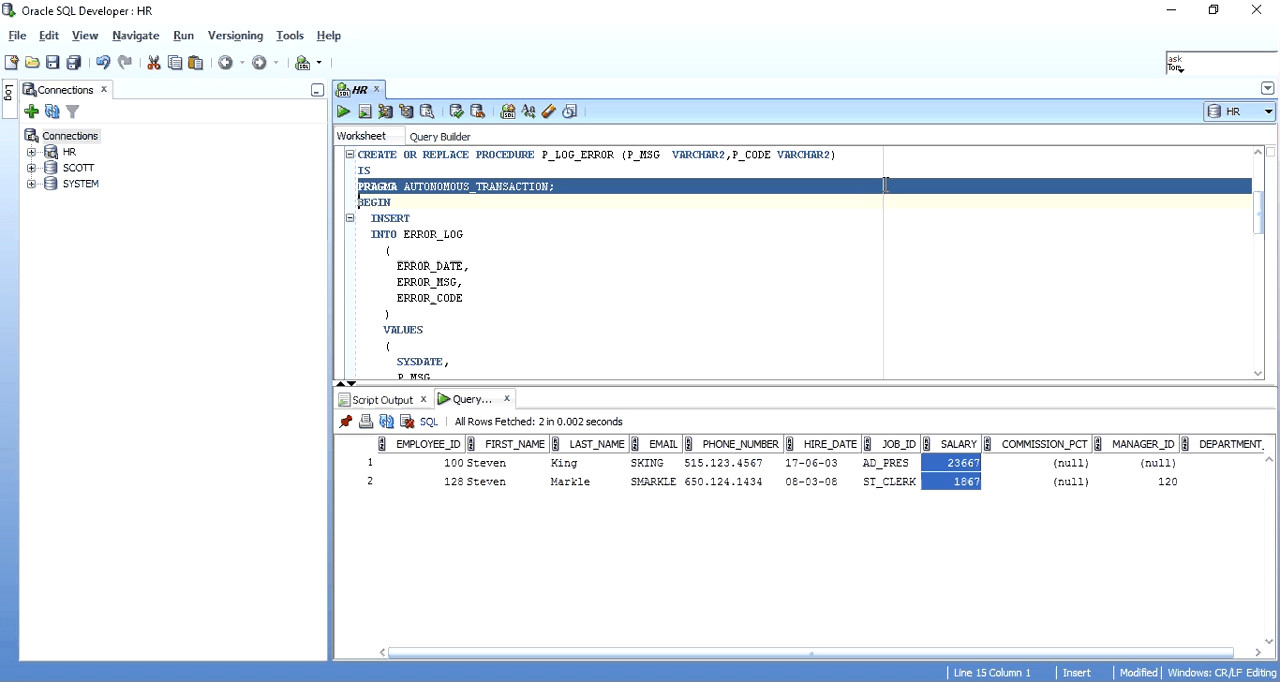 Oracle SQL Developer : HR
File Edit View Navigate Run Versioning Tools Help
ask
Tom
Log
Connections x
Connections
HR
SCOTT
SYSTEM
HR x
HR
Worksheet Query Builder
CREATE OR REPLACE PROCEDURE P_LOG_ERROR (P_MSG  VARCHAR2,P_CODE VARCHAR2)
IS
PRAGMA AUTONOMOUS_TRANSACTION;
BEGIN
INSERT
INTO ERROR_LOG
(
ERROR_DATE,
ERROR_MSG,
ERROR_CODE
)
VALUES
(
SYSDATE,
P_MSG
Script Output x Query... x
SQL | All Rows Fetched: 2 in 0.002 seconds
EMPLOYEE_ID FIRST_NAME LAST_NAME EMAIL PHONE_NUMBER HIRE_DATE JOB_ID SALARY COMMISSION_PCT MANAGER_ID DEPARTMENT_
1 100 Steven King SKING 515.123.4567 17-06-03 AD_PRES 23667 (null) (null)
2 128 Steven Markle SMARKLE 650.124.1434 08-03-08 ST_CLERK 1867 (null) 120
Line 15 Column 1 | Insert | Modified | Windows: CR/LF Editing